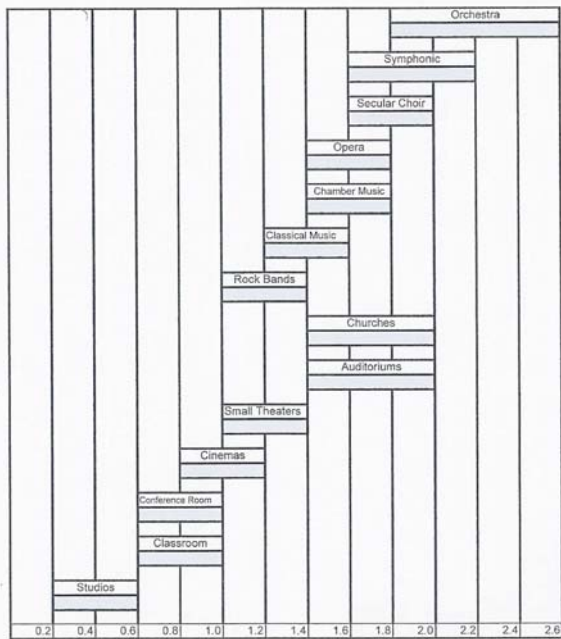 Orchestra
Symphonic
Secular Choir
Opera
Chamber Music
Classical Music
Rock Bands
Churches
Auditoriums
Small Theaters
Cinemas
Conference Room
Classroom
Studios
0.2 0.4 0.6 0.8 1.0 1.2 1.4 1.6 1.8 2.0 2.2 2.4 2.6